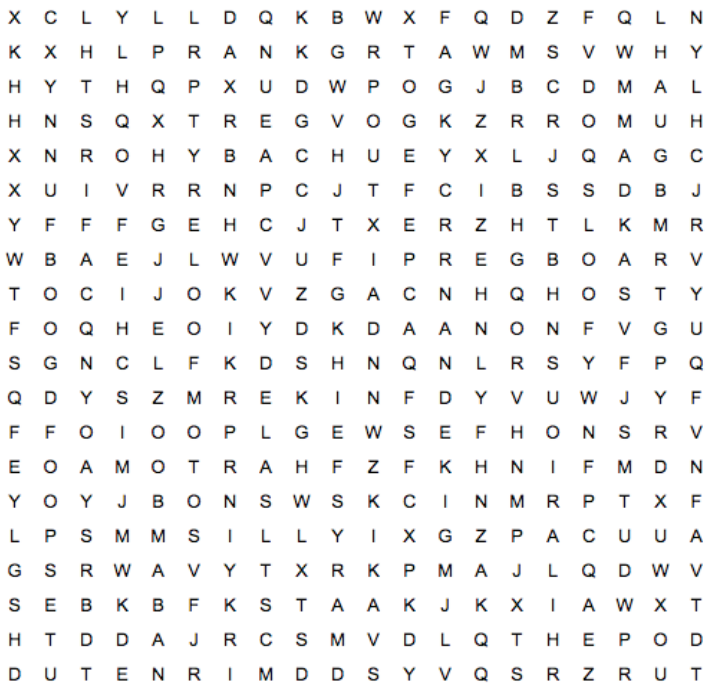 X C L Y L L D Q K B W X F Q D Z F Q L N
K X H L P R A N K G R T A W M S V W H Y
H Y T H Q P X U D W P O G J B C D M A L
H N S Q X T R E G V O G K Z R R O M U H
X N R O H Y B A C H U E Y X L J Q A G C
X U I V R R N P C J T F C I B S S D B J
Y F F F G E H C J T X E R Z H T L K M R
W B A E J L W V U F I P R E G B O A R V
T O C I J O K V Z G A C N H Q H O S T Y
F O Q H E O I Y D K D A A N O N F V G U
S G N C L F K D S H N Q N L R S Y F P Q
Q D Y S Z M R E K I N F D Y V U W J Y F
F F O I O O P L G E W S E F H O N S R V
E O A M O T R A H F Z F K H N I F M D N
Y O Y J B O N S W S K C I N M R P T X F
L P S M M S I L L Y I X G Z P A C U U A
G S R W A V Y T X R K P M A J L Q D W V
S E B K B F K S T A A K J K X I A W X T
H T D D A J R C S M V D L Q T H E P O D
D U T E N R I M D D S Y V Q S R Z R U T